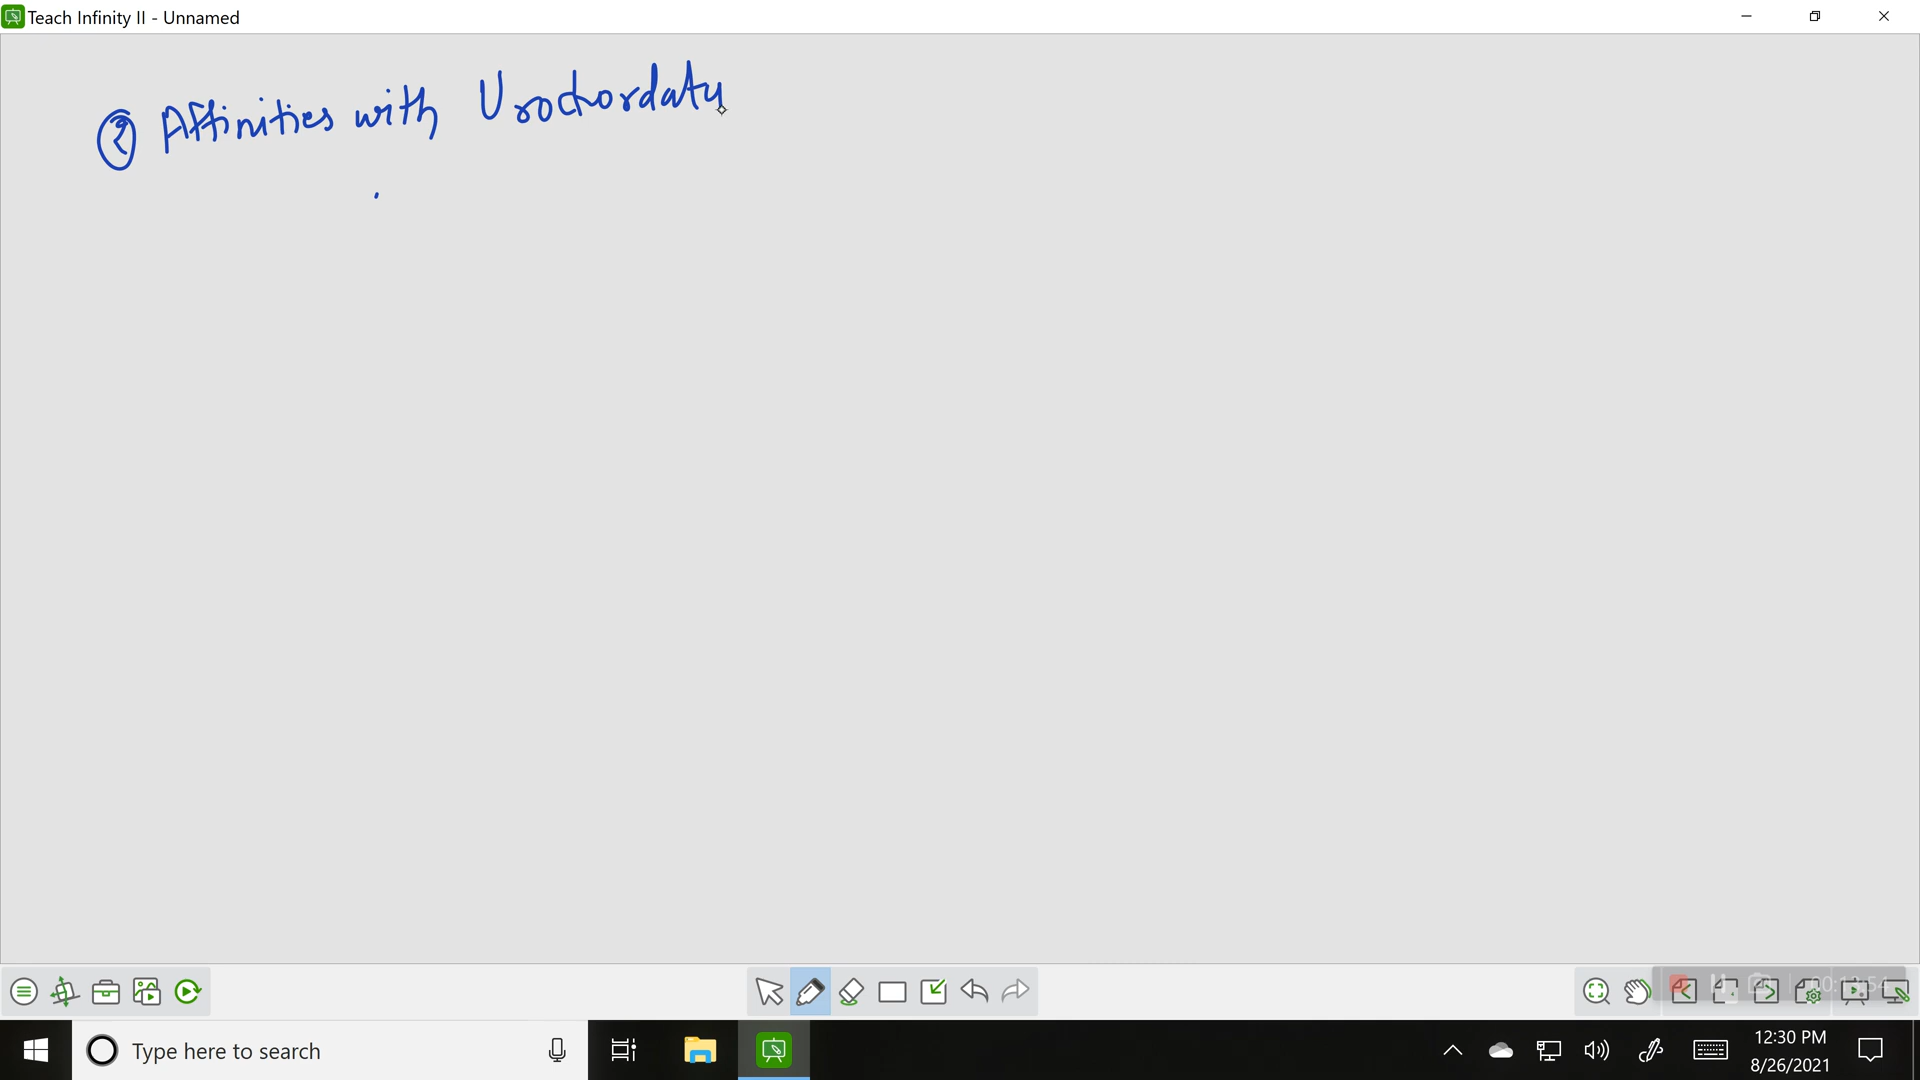 Teach Infinity II - Unnamed
② Affinities with Urochordata
Type here to search
12:30 PM
8/26/2021